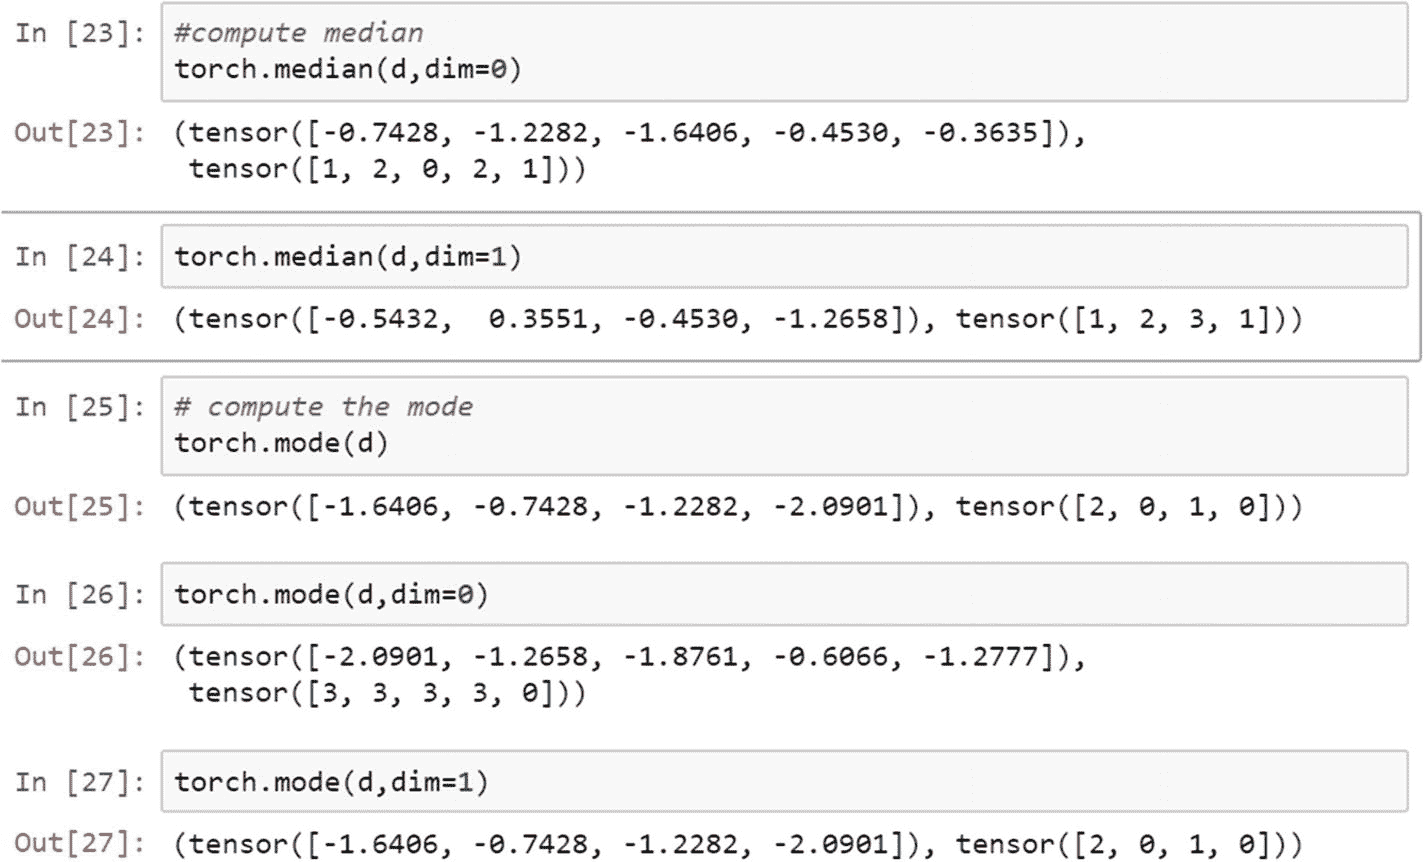 In [23]: #compute median
torch.median(d,dim=0)
Out[23]: (tensor([-0.7428, -1.2282, -1.6406, -0.4530, -0.3635]),
tensor([1, 2, 0, 2, 1]))
In [24]: torch.median(d,dim=1)
Out[24]: (tensor([-0.5432,  0.3551, -0.4530, -1.2658]), tensor([1, 2, 3, 1]))
In [25]: # compute the mode
torch.mode(d)
Out[25]: (tensor([-1.6406, -0.7428, -1.2282, -2.0901]), tensor([2, 0, 1, 0]))
In [26]: torch.mode(d,dim=0)
Out[26]: (tensor([-2.0901, -1.2658, -1.8761, -0.6066, -1.2777]),
tensor([3, 3, 3, 3, 0]))
In [27]: torch.mode(d,dim=1)
Out[27]: (tensor([-1.6406, -0.7428, -1.2282, -2.0901]), tensor([2, 0, 1, 0]))